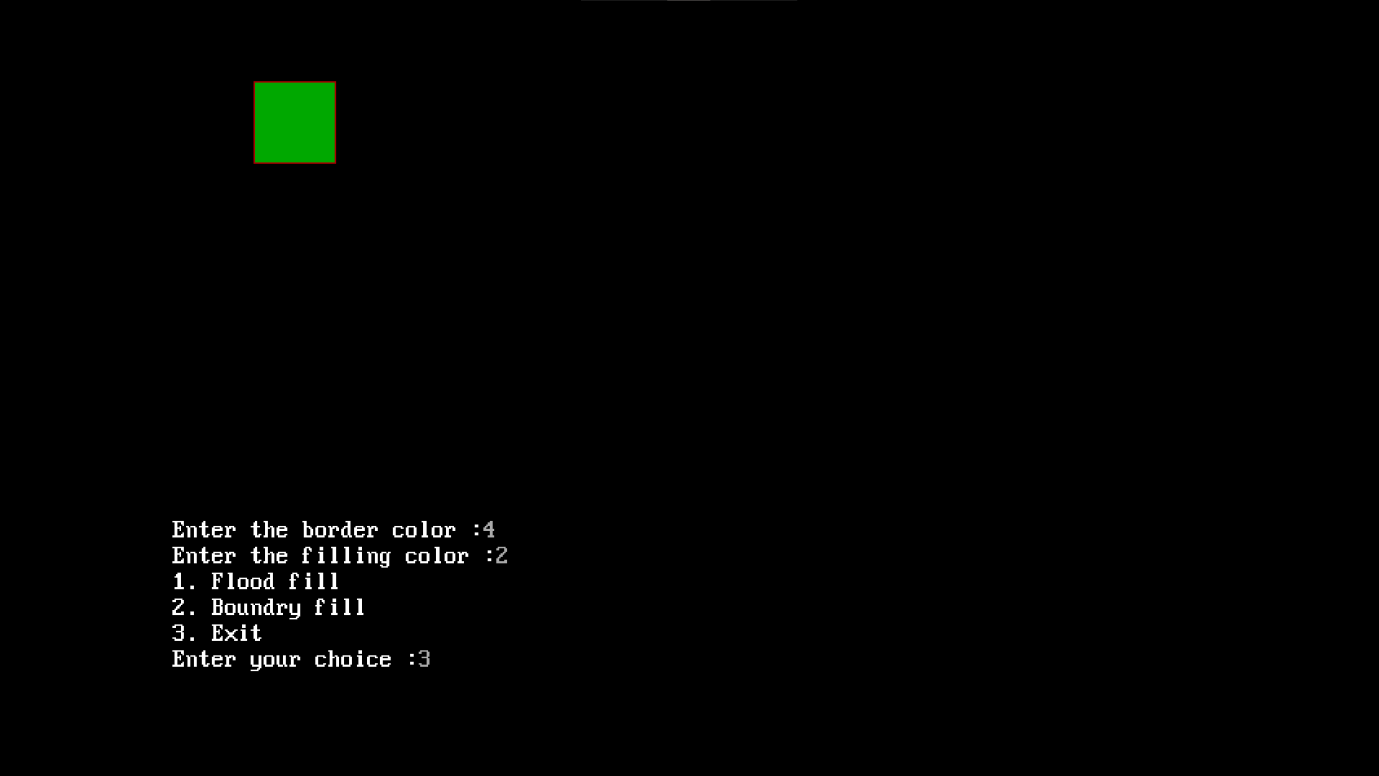 Enter the border color :4
Enter the filling color :2
1. Flood fill
2. Boundry fill
3. Exit
Enter your choice :3